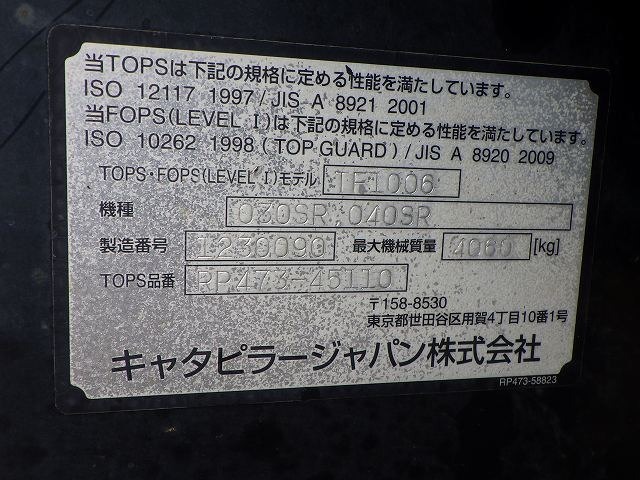 当TOPSは下記の規格に定める性能を満たしています。
ISO 12117 1997/JIS A 8921 2001
当FOPS(LEVEL I)は下記の規格に定める性能を満たしています。
ISO 10262 1998(TOP GUARD)/JIS A 8920 2009
TOPS・FOPS(LEVEL I)モデル TF1006
機種 030SR 040SR
製造番号 1239090 最大機械質量 4060 [kg]
TOPS品番 RP473-45110
〒158-8530
東京都世田谷区用賀4丁目10番1号
キャタピラージャパン株式会社
RP473-58823